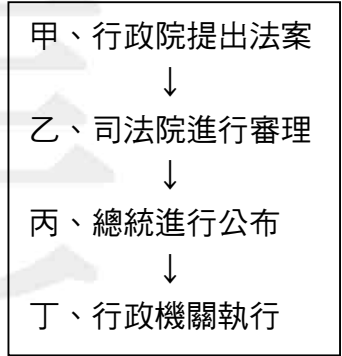 甲、行政院提出法案
↓
乙、司法院進行審理
↓
丙、總統進行公布
↓
丁、行政機關執行